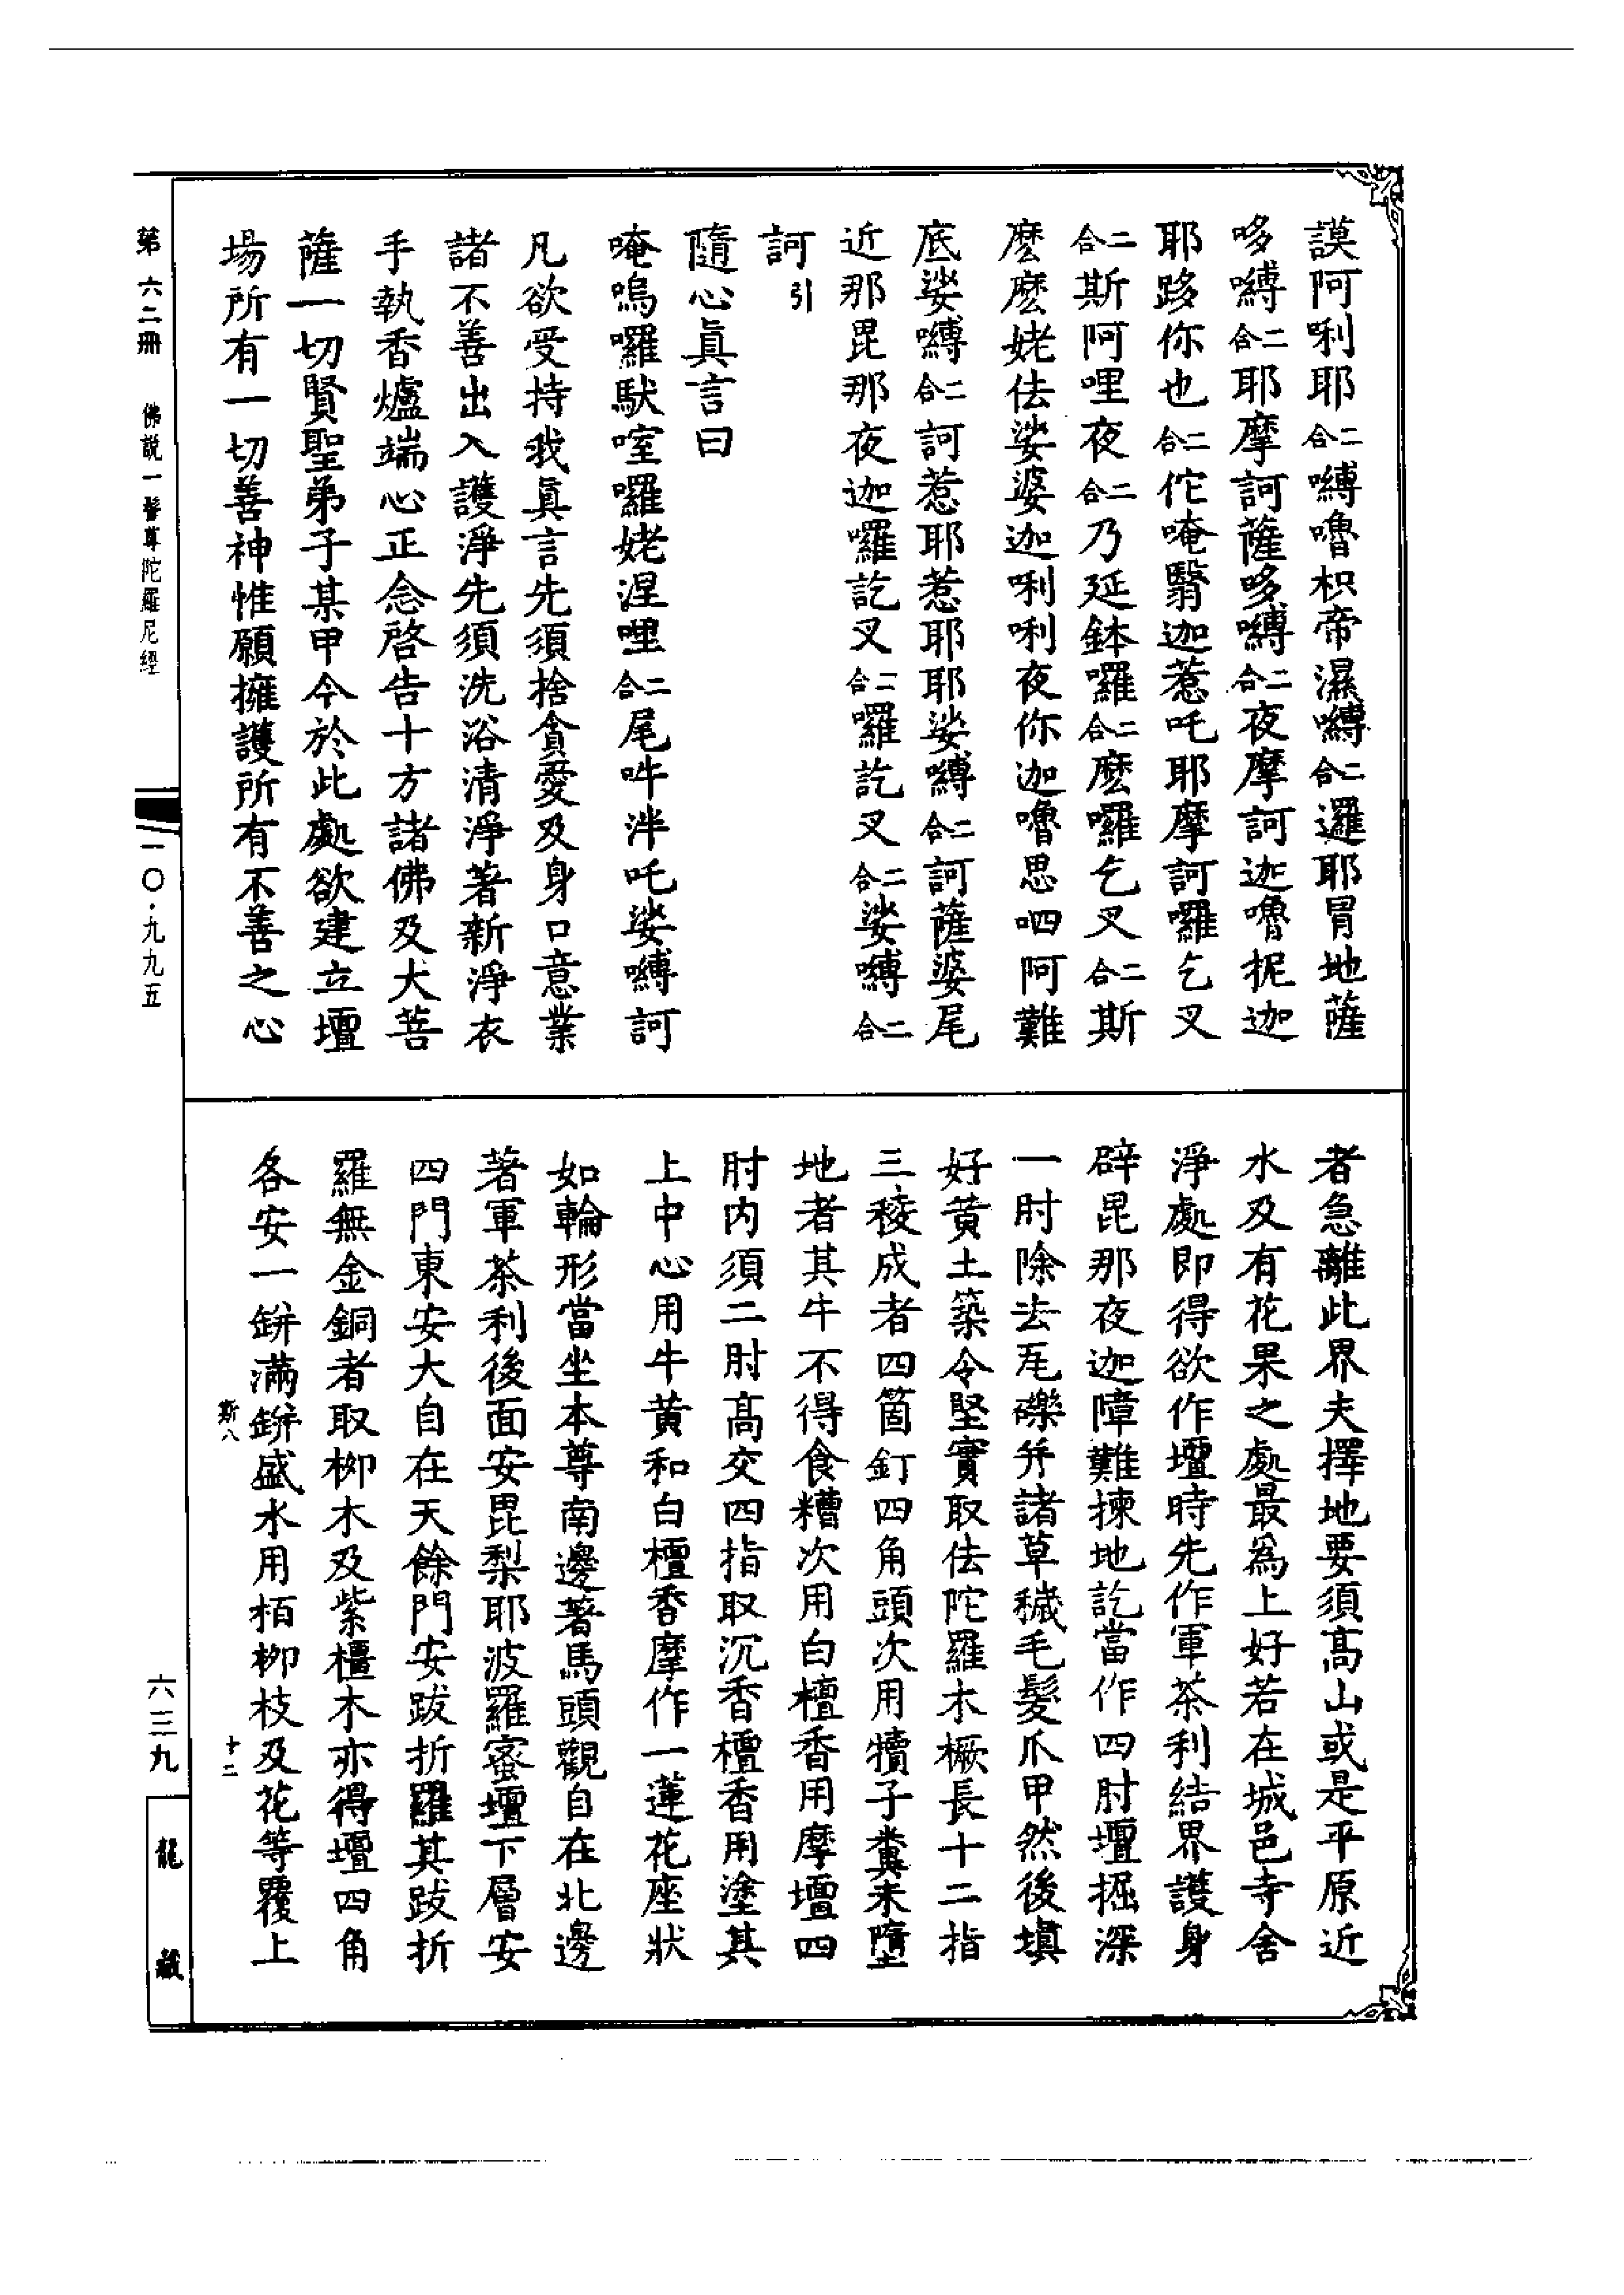 謨阿唎耶二合嚩嚕枳帝濕嚩二合邏耶冐地薩
哆嚩二合耶摩訶薩哆嚩二合夜摩訶迦嚕抳迦
耶跢你也二合佗唵翳迦惹吒耶摩訶囉乞叉
二合斯阿哩夜二合乃延鉢囉二合麽囉乞叉二合斯
麽麽姥佉娑婆迦唎唎夜你迦嚕思呬阿難
底娑嚩二合訶惹耶惹耶耶娑嚩二合訶薩婆尾
近那毘那夜迦囉訖叉二合囉訖叉二合娑嚩二合
訶引
隨心眞言曰
唵嗚囉馱㗌囉姥涅哩二合尾吽泮吒娑嚩訶
凡欲受持我眞言先須捨貪愛及身口意業
諸不善出入護淨先須洗浴清淨著新淨衣
手執香爐端心正念啓告十方諸佛及大菩
薩一切賢聖弟子某甲今於此處欲建立壇
場所有一切善神惟願擁護所有不善之心
者急離此界夫擇地要須髙山或是平原近
水及有花果之處最爲上好若在城邑寺舍
淨處即得欲作壇時先作軍荼利結界護身
辟毘那夜迦障難揀地訖當作四肘壇掘深
一肘除去瓦礫并諸草穢毛髮爪甲然後塡
好黄土築令堅實取佉陀羅木橛長十二指
三稜成者四箇釘四角頭次用犢子糞未墮
地者其牛不得食糟次用白檀香用摩壇四
肘内須二肘髙交四指取沉香檀香用塗其
上中心用牛黄和白檀香摩作一蓮花座狀
如輪形當坐本尊南邊著馬頭觀自在北邊
著軍荼利後面安毘梨耶波羅蜜壇下層安
四門東安大自在天餘門安跋折羅其跋折
羅無金銅者取栁木及紫橿木亦得壇四角
各安一缾滿缾盛水用栢栁枝及花等覆上
斯八
十二
第六二冊
佛説一髻尊陀羅尼經
一〇·九九五
六三九
龍藏